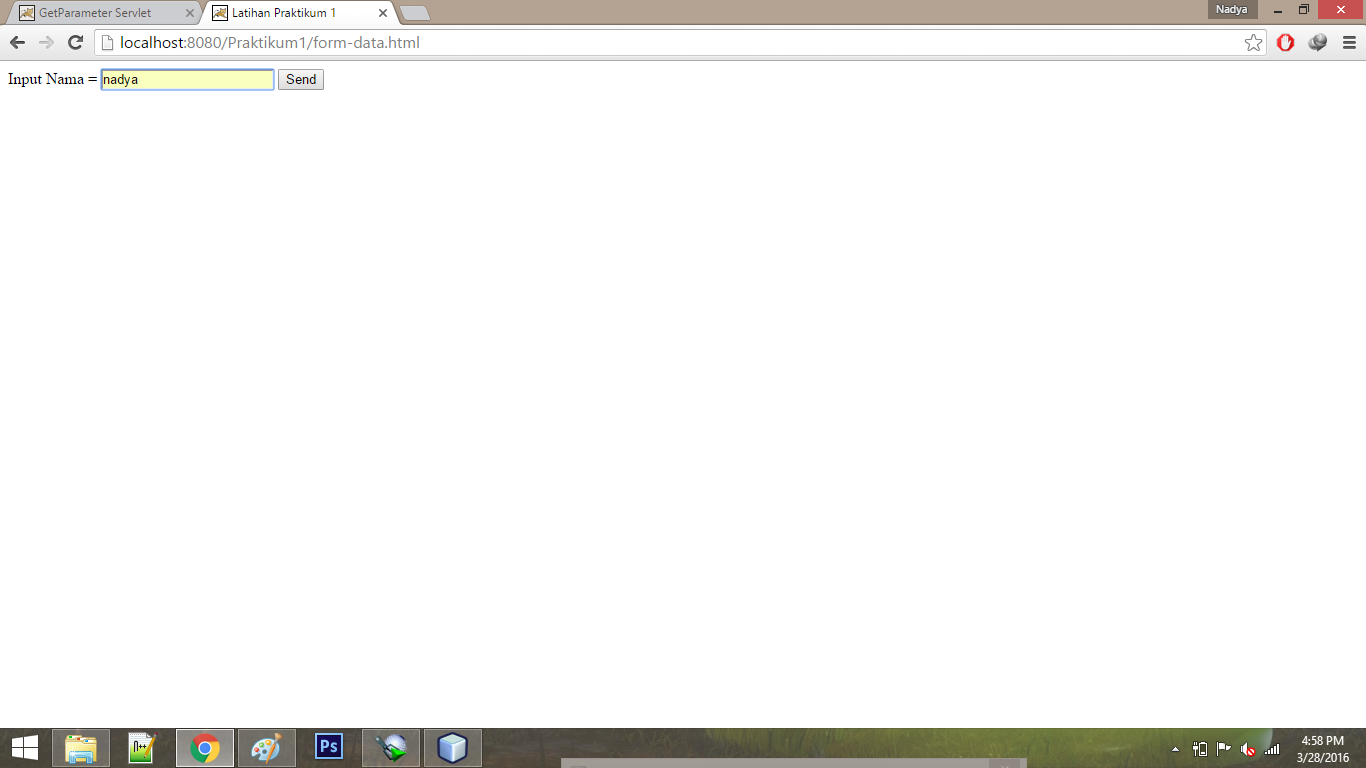 GetParameter Servlet
Latihan Praktikum 1
Nadya
localhost:8080/Praktikum1/form-data.html
Input Nama = nadya Send
n++
Ps
4:58 PM
3/28/2016